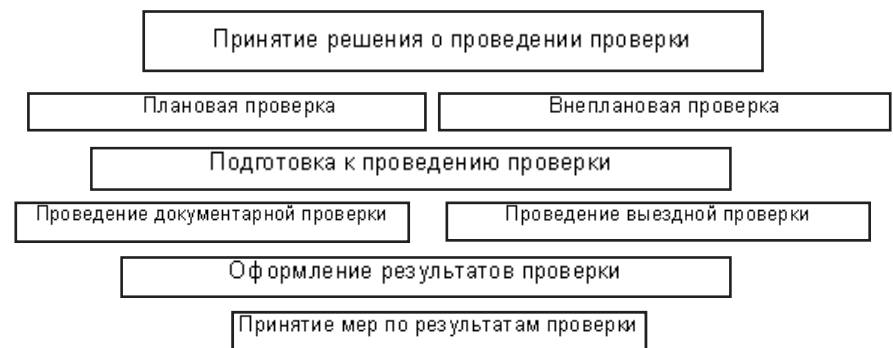 Принятие решения о проведении проверки
Плановая проверка
Внеплановая проверка
Подготовка к проведению проверки
Проведение документарной проверки
Проведение выездной проверки
Оформление результатов проверки
Принятие мер по результатам проверки